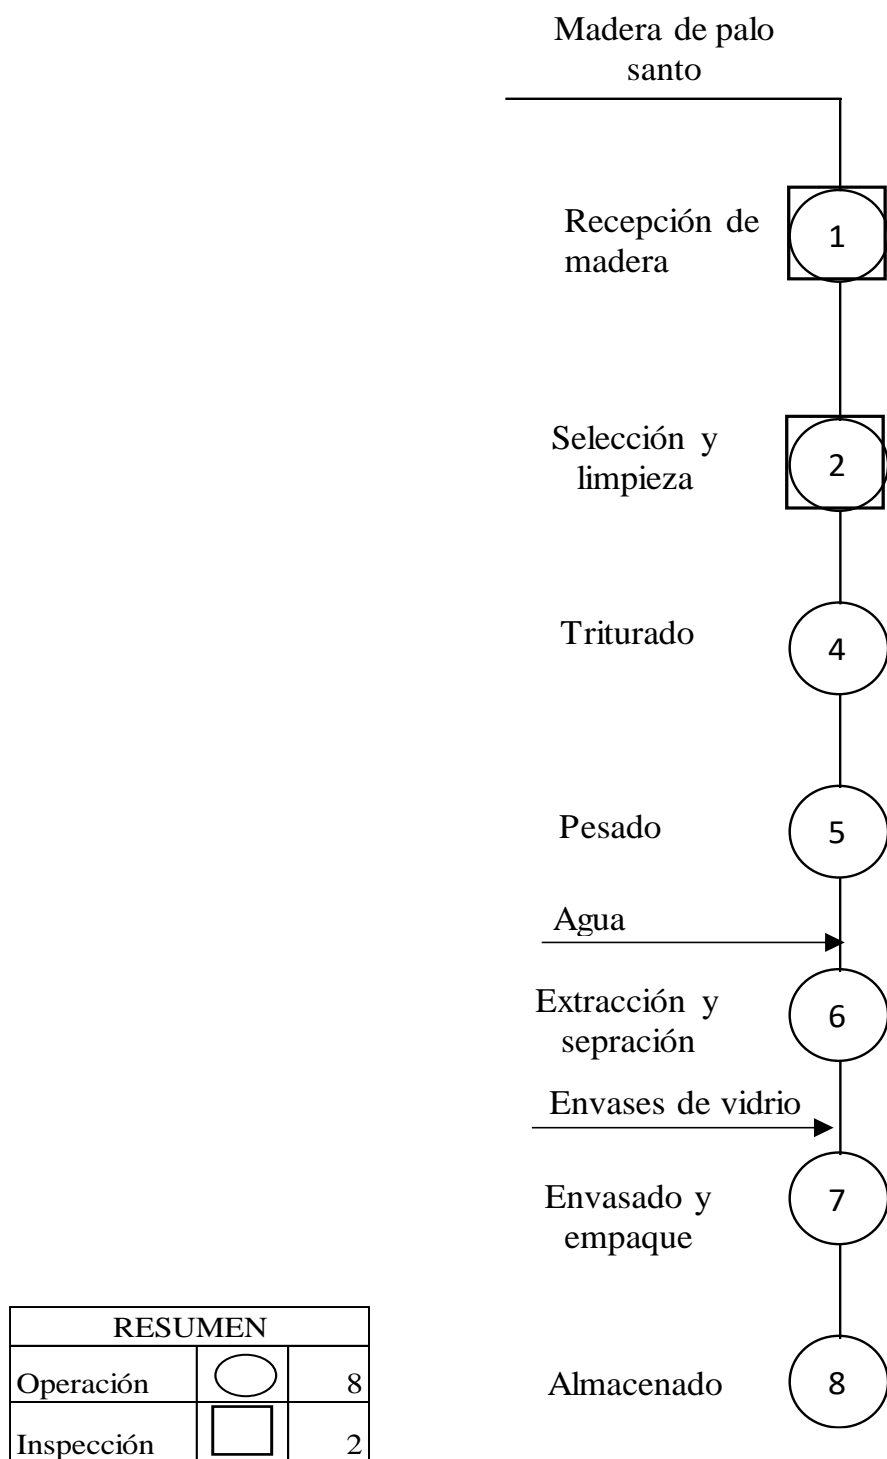 Madera de palo
santo
Recepción de
madera
1
Selección y
limpieza
2
Triturado
4
Pesado
5
Agua
Extracción y
sepración
6
Envases de vidrio
Envasado y
empaque
7
Almacenado
8
RESUMEN
Operación 8
Inspección 2